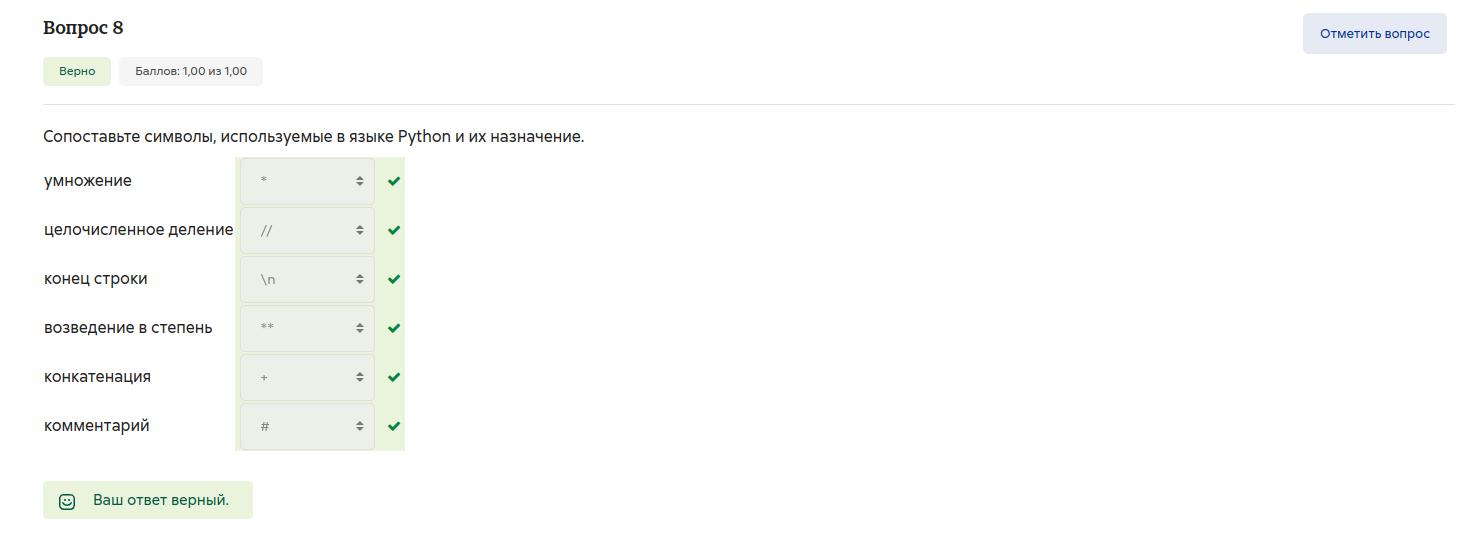 Вопрос 8
Отметить вопрос
Верно
Баллов: 1,00 из 1,00
Сопоставьте символы, используемые в языке Python и их назначение.
умножение *
целочисленное деление //
конец строки \n
возведение в степень **
конкатенация +
комментарий #
Ваш ответ верный.